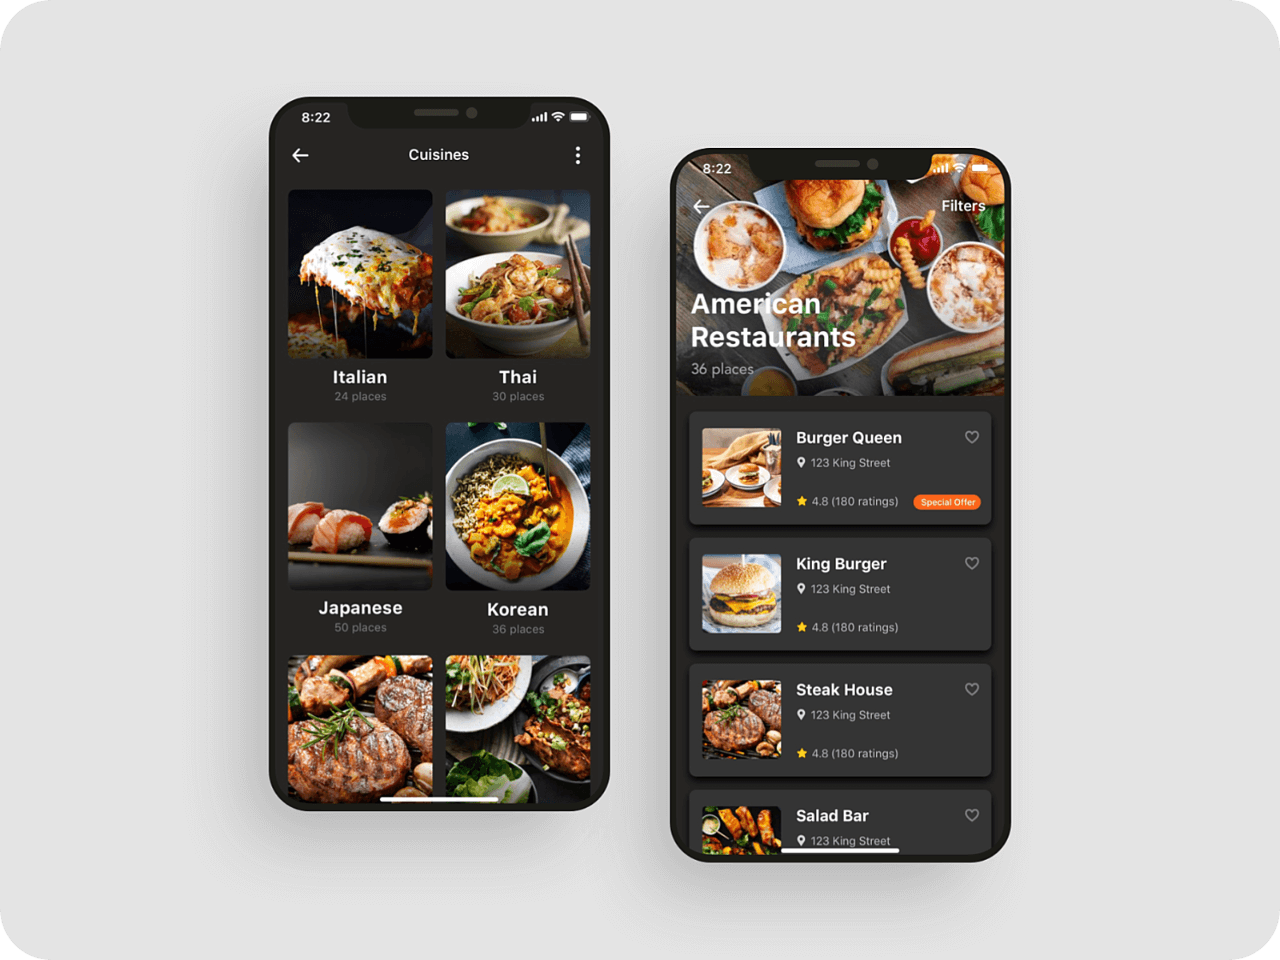 8:22
Cuisines
Italian
24 places
Thai
30 places
Japanese
50 places
Korean
36 places
8:22
Filters
American
Restaurants
36 places
Burger Queen
123 King Street
4.8 (180 ratings)
Special Offer
King Burger
123 King Street
4.8 (180 ratings)
Steak House
123 King Street
4.8 (180 ratings)
Salad Bar
123 King Street